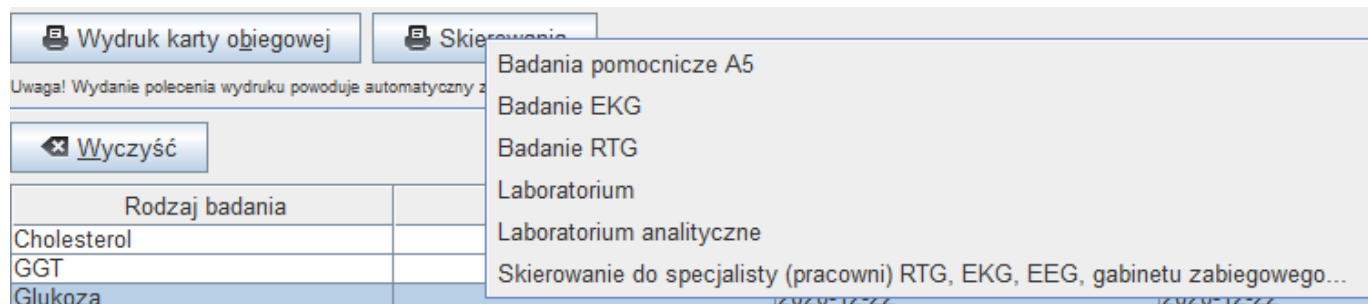 Wydruk karty obiegowej
Uwaga! Wydanie polecenia wydruku powoduje automatyczny
Wyczyść
Rodzaj badania
Cholesterol
GGT
Glukoza
Badania pomocnicze A5
Badanie EKG
Badanie RTG
Laboratorium
Laboratorium analityczne
Skierowanie do specjalisty (pracowni) RTG, EKG, EEG, gabinetu zabiegowego...